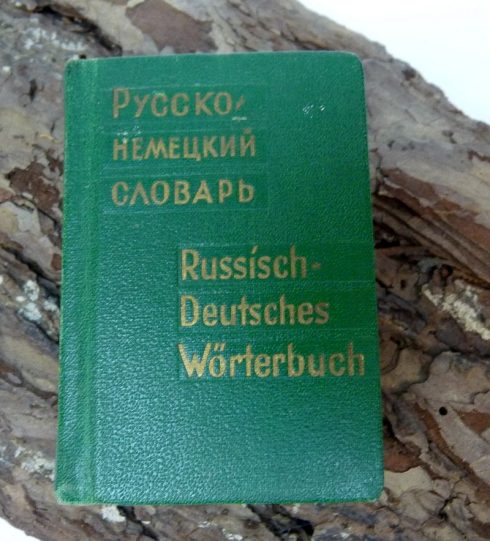 Русско-
немецкий
словарь
Russisch-
Deutsches
Wörterbuch